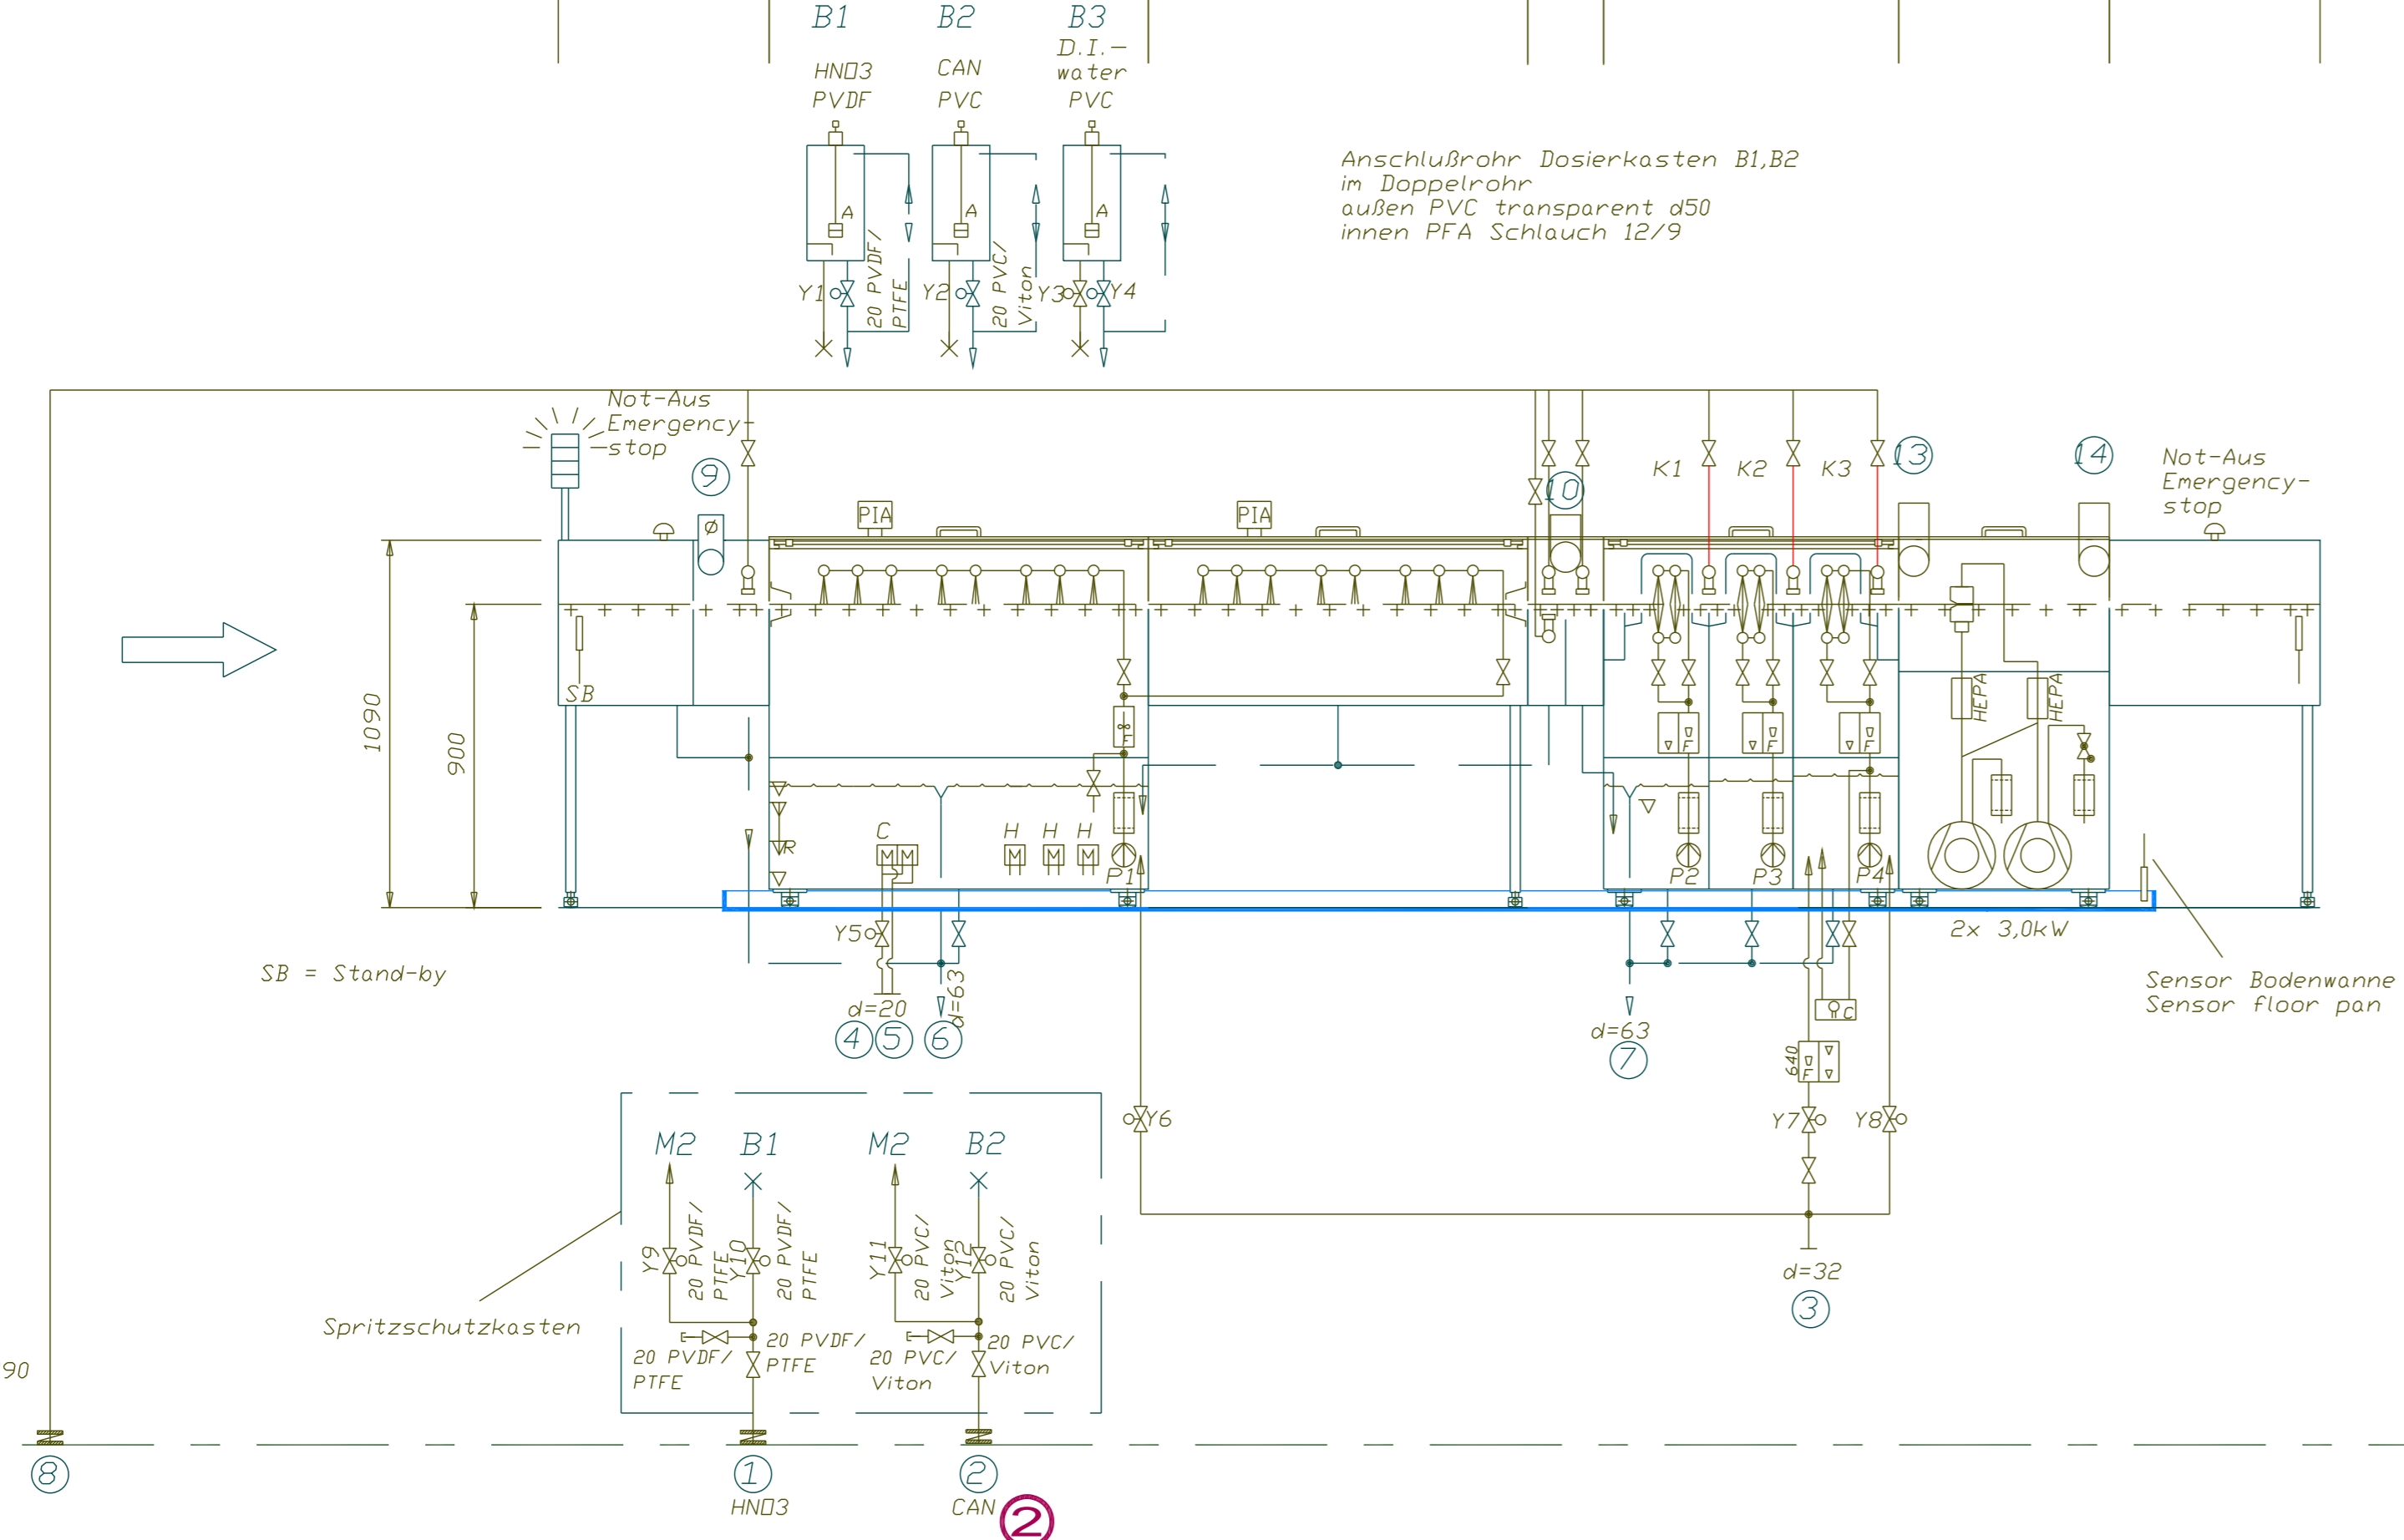 B1
B2
B3
HNO3
PVDF
CAN
PVC
D.I.-
water
PVC
Anschlußrohr Dosierkasten B1,B2
im Doppelrohr
außen PVC transparent d50
innen PFA Schlauch 12/9
A
A
A
Y1
20 PVDF/
PTFE
Y2
20 PVC/
Viton
Y3
Y4
Not-Aus
Emergency-
stop
9
10
K1
K2
K3
13
14
Not-Aus
Emergency-
stop
Ø
PIA
PIA
SB
1090
900
F
F
F
F
HEPA
HEPA
R
C
M
M
H
H
H
M
M
M
P1
P2
P3
P4
Y5
2x 3,0kW
SB = Stand-by
d=20
d=63
4
5
6
d=63
7
C
Sensor Bodenwanne
Sensor floor pan
640
F
Y6
Y7
Y8
M2
B1
M2
B2
Y9
20 PVDF/
PTFE
Y10
20 PVDF/
PTFE
Y11
20 PVC/
Viton
Y12
20 PVC/
Viton
d=32
3
Spritzschutzkasten
20 PVDF/
PTFE
20 PVDF/
PTFE
20 PVC/
Viton
20 PVC/
Viton
90
8
1
2
HNO3
CAN
2